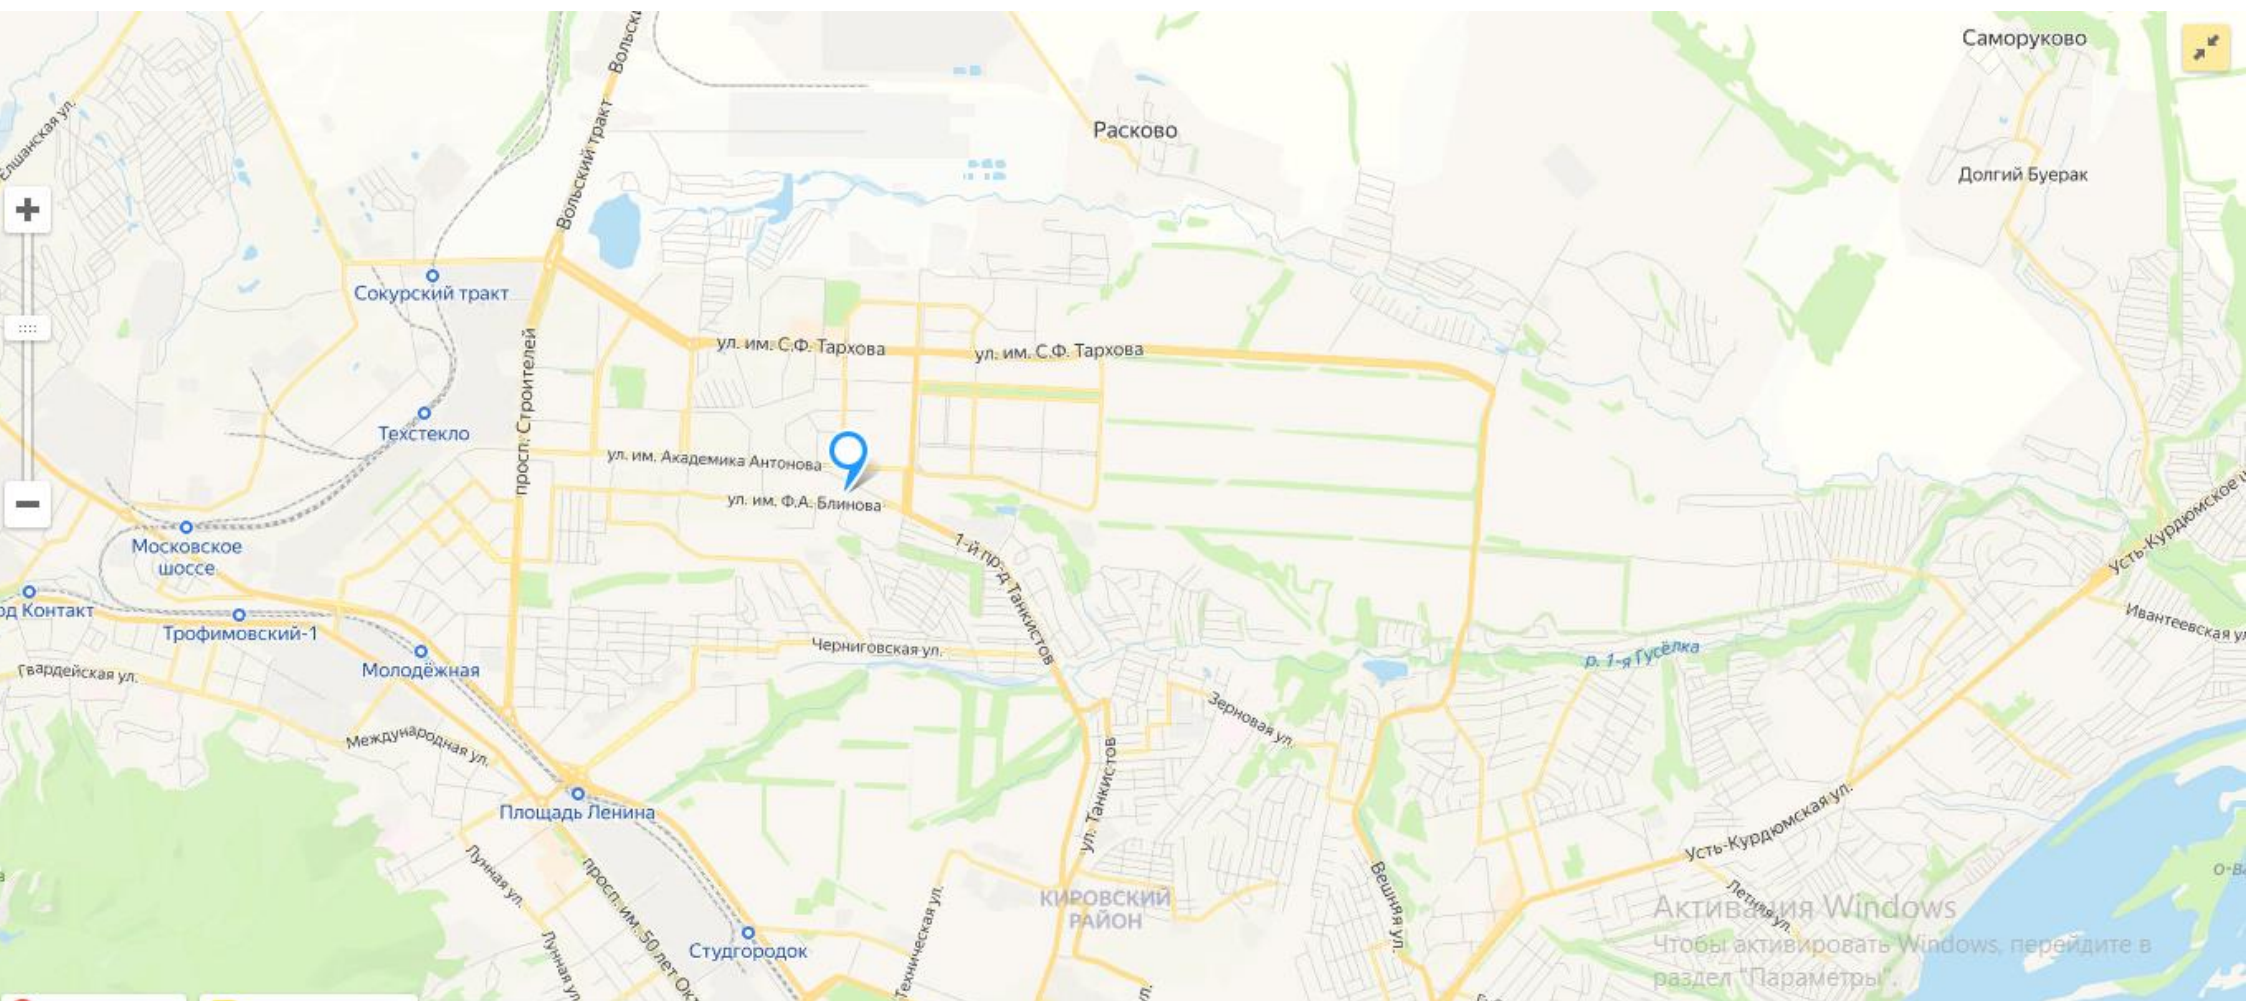 Вольский
Саморуково
Елшанская ул.
Расково
Вольский тракт
Долгий Буерак
Сокурский тракт
ул. им. С.Ф. Тархова
ул. им. С.Ф. Тархова
просп. Строителей
Техстекло
ул. им. Академика Антонова
ул. им. Ф.А. Блинова
Московское
шоссе
1-й пр-д Танкистов
Усть-Курдюмское
од Контакт
Трофимовский-1
Ивантеевская ул
Черниговская ул.
р. 1-я Гусёлка
Молодёжная
Гвардейская ул.
Зерновая ул.
Международная ул.
ул. Танкистов
Площадь Ленина
Усть-Курдюмская ул.
Лунная ул.
просп. им. 50 лет Ок
КИРОВСКИЙ
РАЙОН
Вешняя ул.
Летняя ул.
о-в
Активация Windows
Чтобы активировать Windows, перейдите в
раздел "Параметры".
Техническая ул.
Студгородок
Лунная ул
ул.